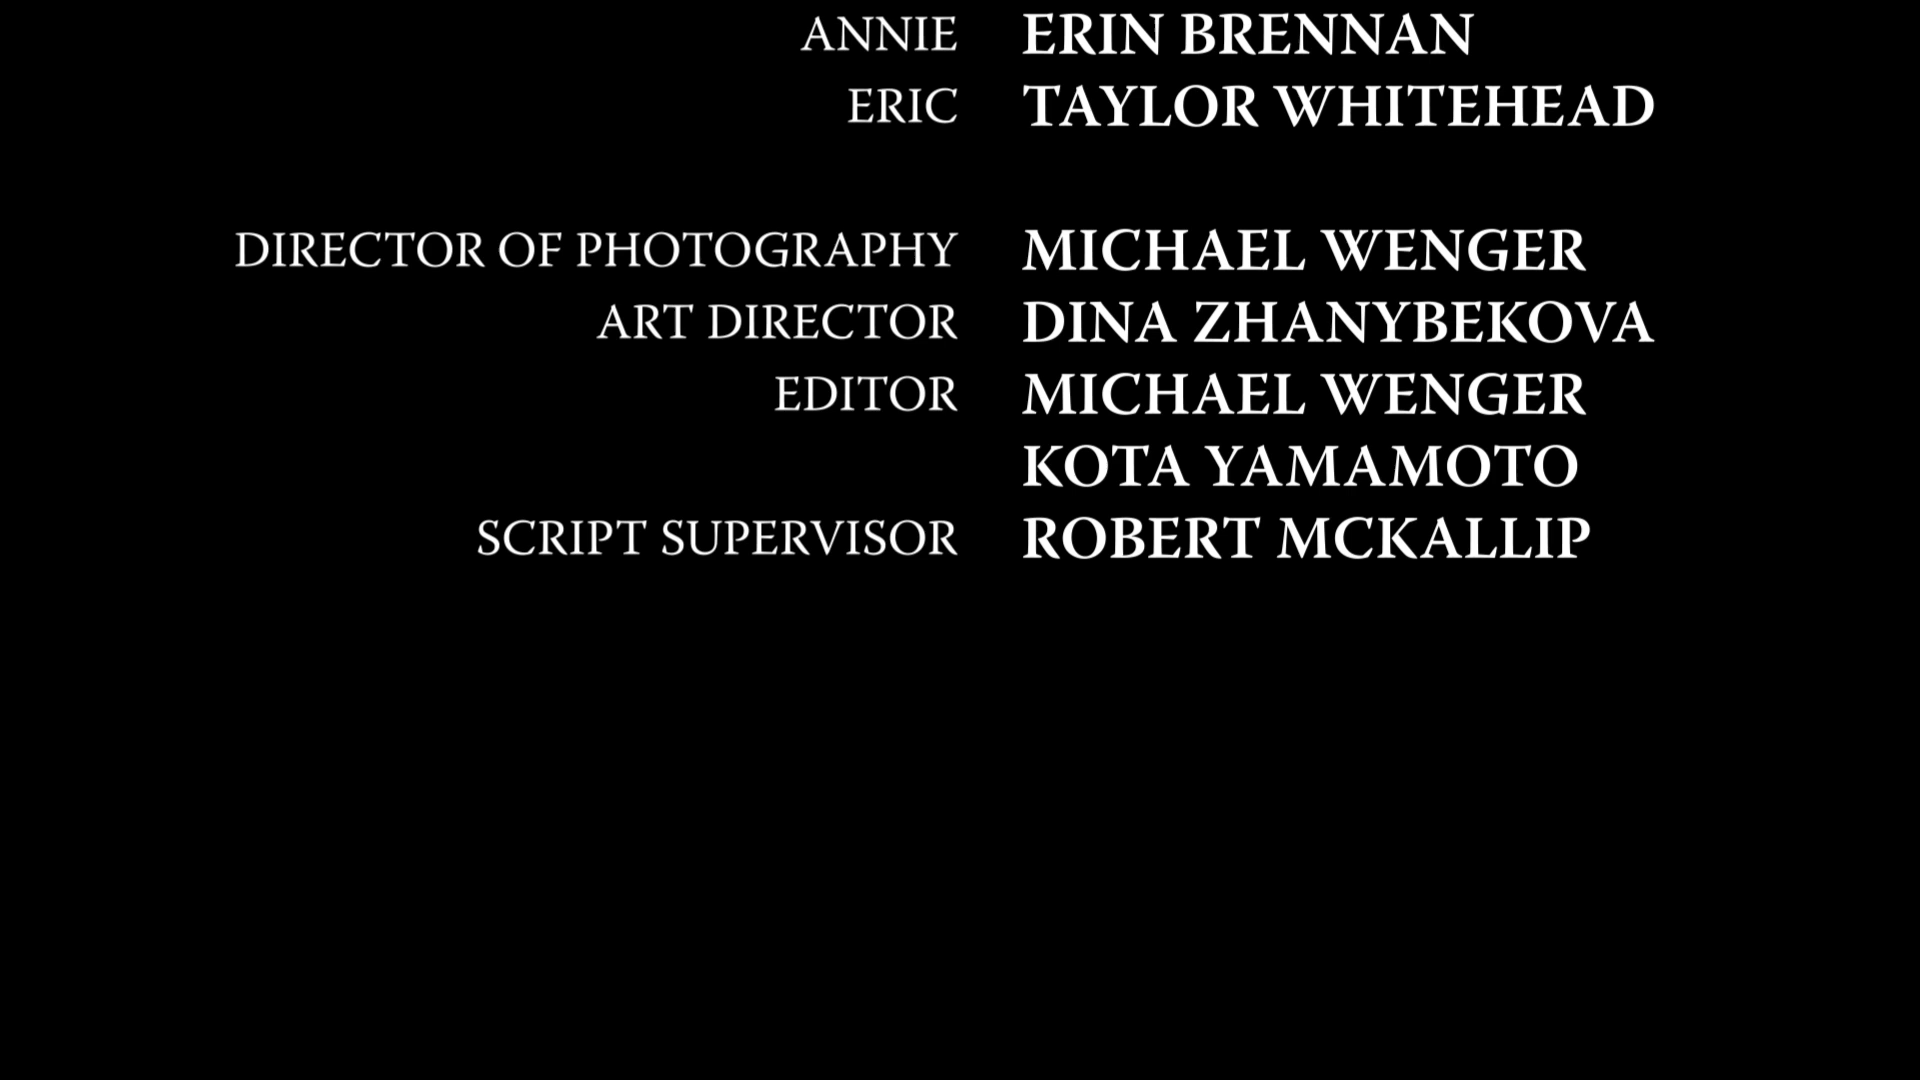 ANNIE ERIN BRENNAN
ERIC TAYLOR WHITEHEAD
DIRECTOR OF PHOTOGRAPHY MICHAEL WENGER
ART DIRECTOR DINA ZHANYBEKOVA
EDITOR MICHAEL WENGER
KOTA YAMAMOTO
SCRIPT SUPERVISOR ROBERT MCKALLIP